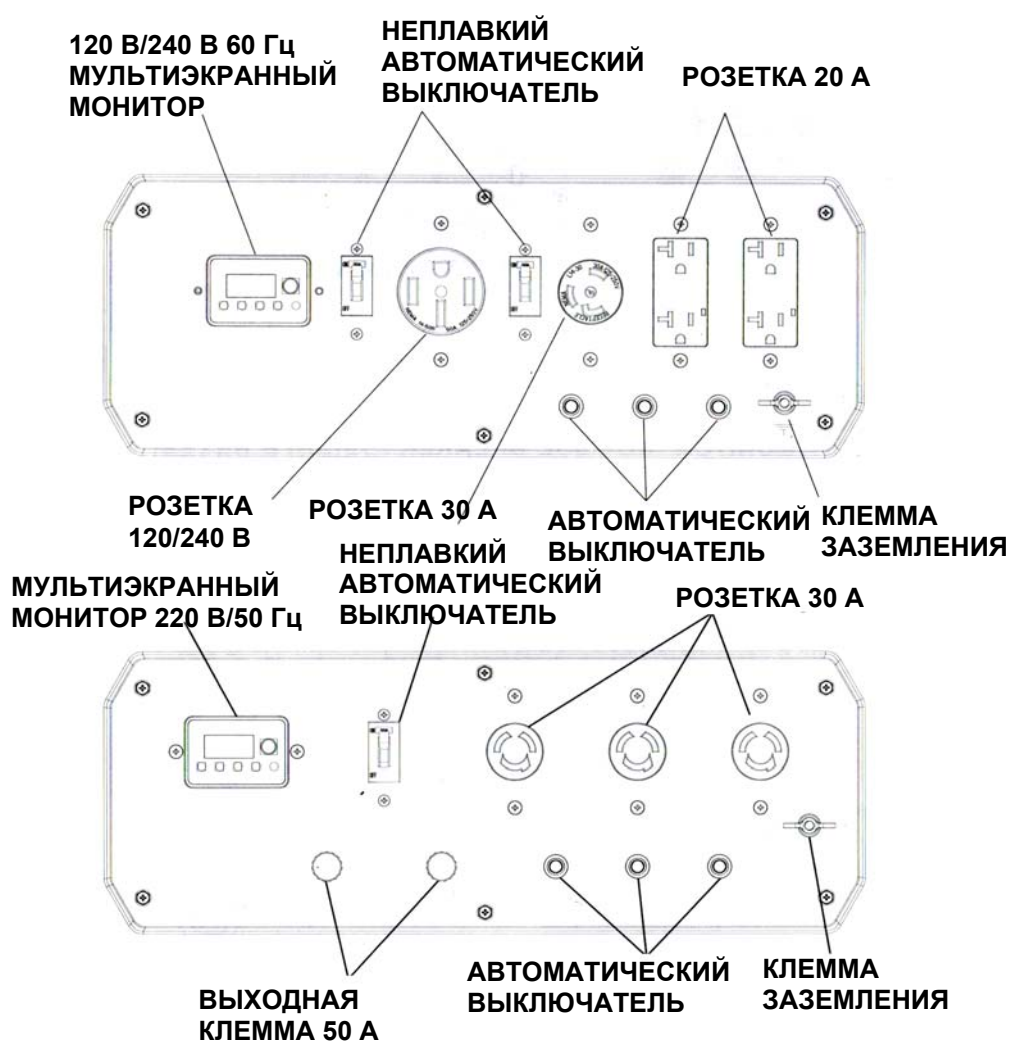 120 В/240 В 60 Гц
МУЛЬТИЭКРАННЫЙ
МОНИТОР
НЕПЛАВКИЙ
АВТОМАТИЧЕСКИЙ
ВЫКЛЮЧАТЕЛЬ
РОЗЕТКА 20 А
РОЗЕТКА
120/240 В
РОЗЕТКА 30 А
АВТОМАТИЧЕСКИЙ
ВЫКЛЮЧАТЕЛЬ
КЛЕММА
ЗАЗЕМЛЕНИЯ
МУЛЬТИЭКРАННЫЙ
МОНИТОР 220 В/50 Гц
НЕПЛАВКИЙ
АВТОМАТИЧЕСКИЙ
ВЫКЛЮЧАТЕЛЬ
РОЗЕТКА 30 А
ВЫХОДНАЯ
КЛЕММА 50 А
АВТОМАТИЧЕСКИЙ
ВЫКЛЮЧАТЕЛЬ
КЛЕММА
ЗАЗЕМЛЕНИЯ